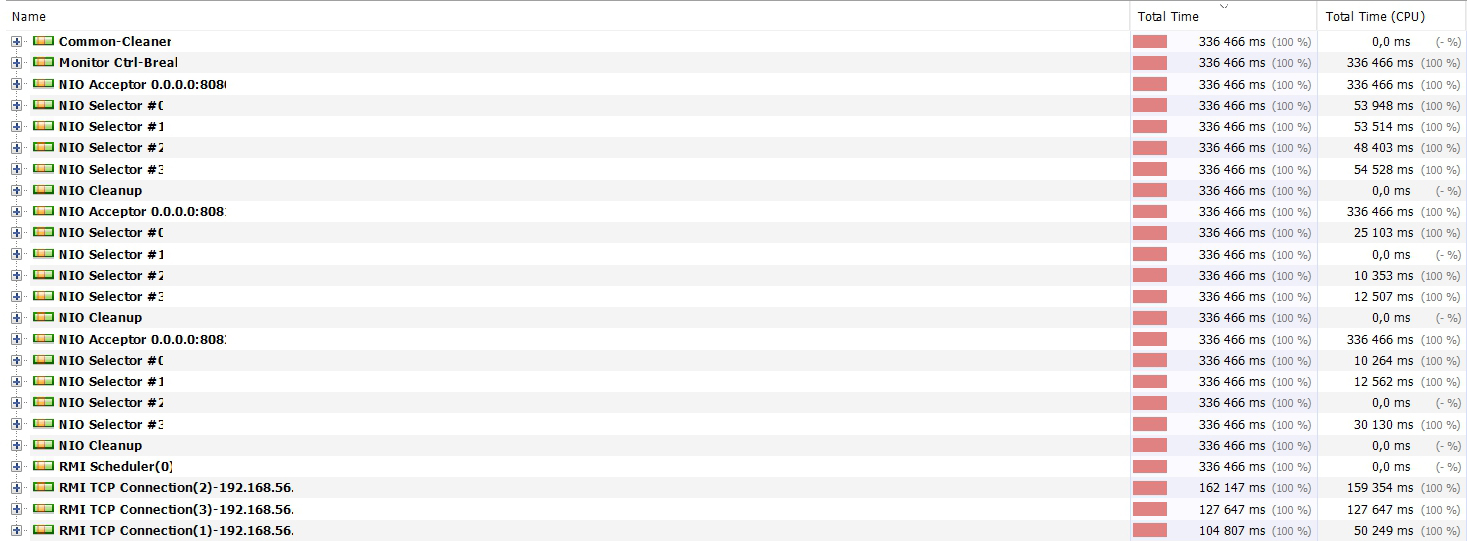 Name Total Time Total Time (CPU)
Common-Cleaner 336 466 ms (100 %) 0,0 ms (- %)
Monitor Ctrl-Breal 336 466 ms (100 %) 336 466 ms (100 %)
NIO Acceptor 0.0.0.0:808 336 466 ms (100 %) 336 466 ms (100 %)
NIO Selector #0 336 466 ms (100 %) 53 948 ms (100 %)
NIO Selector #1 336 466 ms (100 %) 53 514 ms (100 %)
NIO Selector #2 336 466 ms (100 %) 48 403 ms (100 %)
NIO Selector #3 336 466 ms (100 %) 54 528 ms (100 %)
NIO Cleanup 336 466 ms (100 %) 0,0 ms (- %)
NIO Acceptor 0.0.0.0:808 336 466 ms (100 %) 336 466 ms (100 %)
NIO Selector #0 336 466 ms (100 %) 25 103 ms (100 %)
NIO Selector #1 336 466 ms (100 %) 0,0 ms (- %)
NIO Selector #2 336 466 ms (100 %) 10 353 ms (100 %)
NIO Selector #3 336 466 ms (100 %) 12 507 ms (100 %)
NIO Cleanup 336 466 ms (100 %) 0,0 ms (- %)
NIO Acceptor 0.0.0.0:808 336 466 ms (100 %) 336 466 ms (100 %)
NIO Selector #0 336 466 ms (100 %) 10 264 ms (100 %)
NIO Selector #1 336 466 ms (100 %) 12 562 ms (100 %)
NIO Selector #2 336 466 ms (100 %) 0,0 ms (- %)
NIO Selector #3 336 466 ms (100 %) 30 130 ms (100 %)
NIO Cleanup 336 466 ms (100 %) 0,0 ms (- %)
RMI Scheduler(0) 336 466 ms (100 %) 0,0 ms (- %)
RMI TCP Connection(2)-192.168.56. 162 147 ms (100 %) 159 354 ms (100 %)
RMI TCP Connection(3)-192.168.56. 127 647 ms (100 %) 127 647 ms (100 %)
RMI TCP Connection(1)-192.168.56. 104 807 ms (100 %) 50 249 ms (100 %)